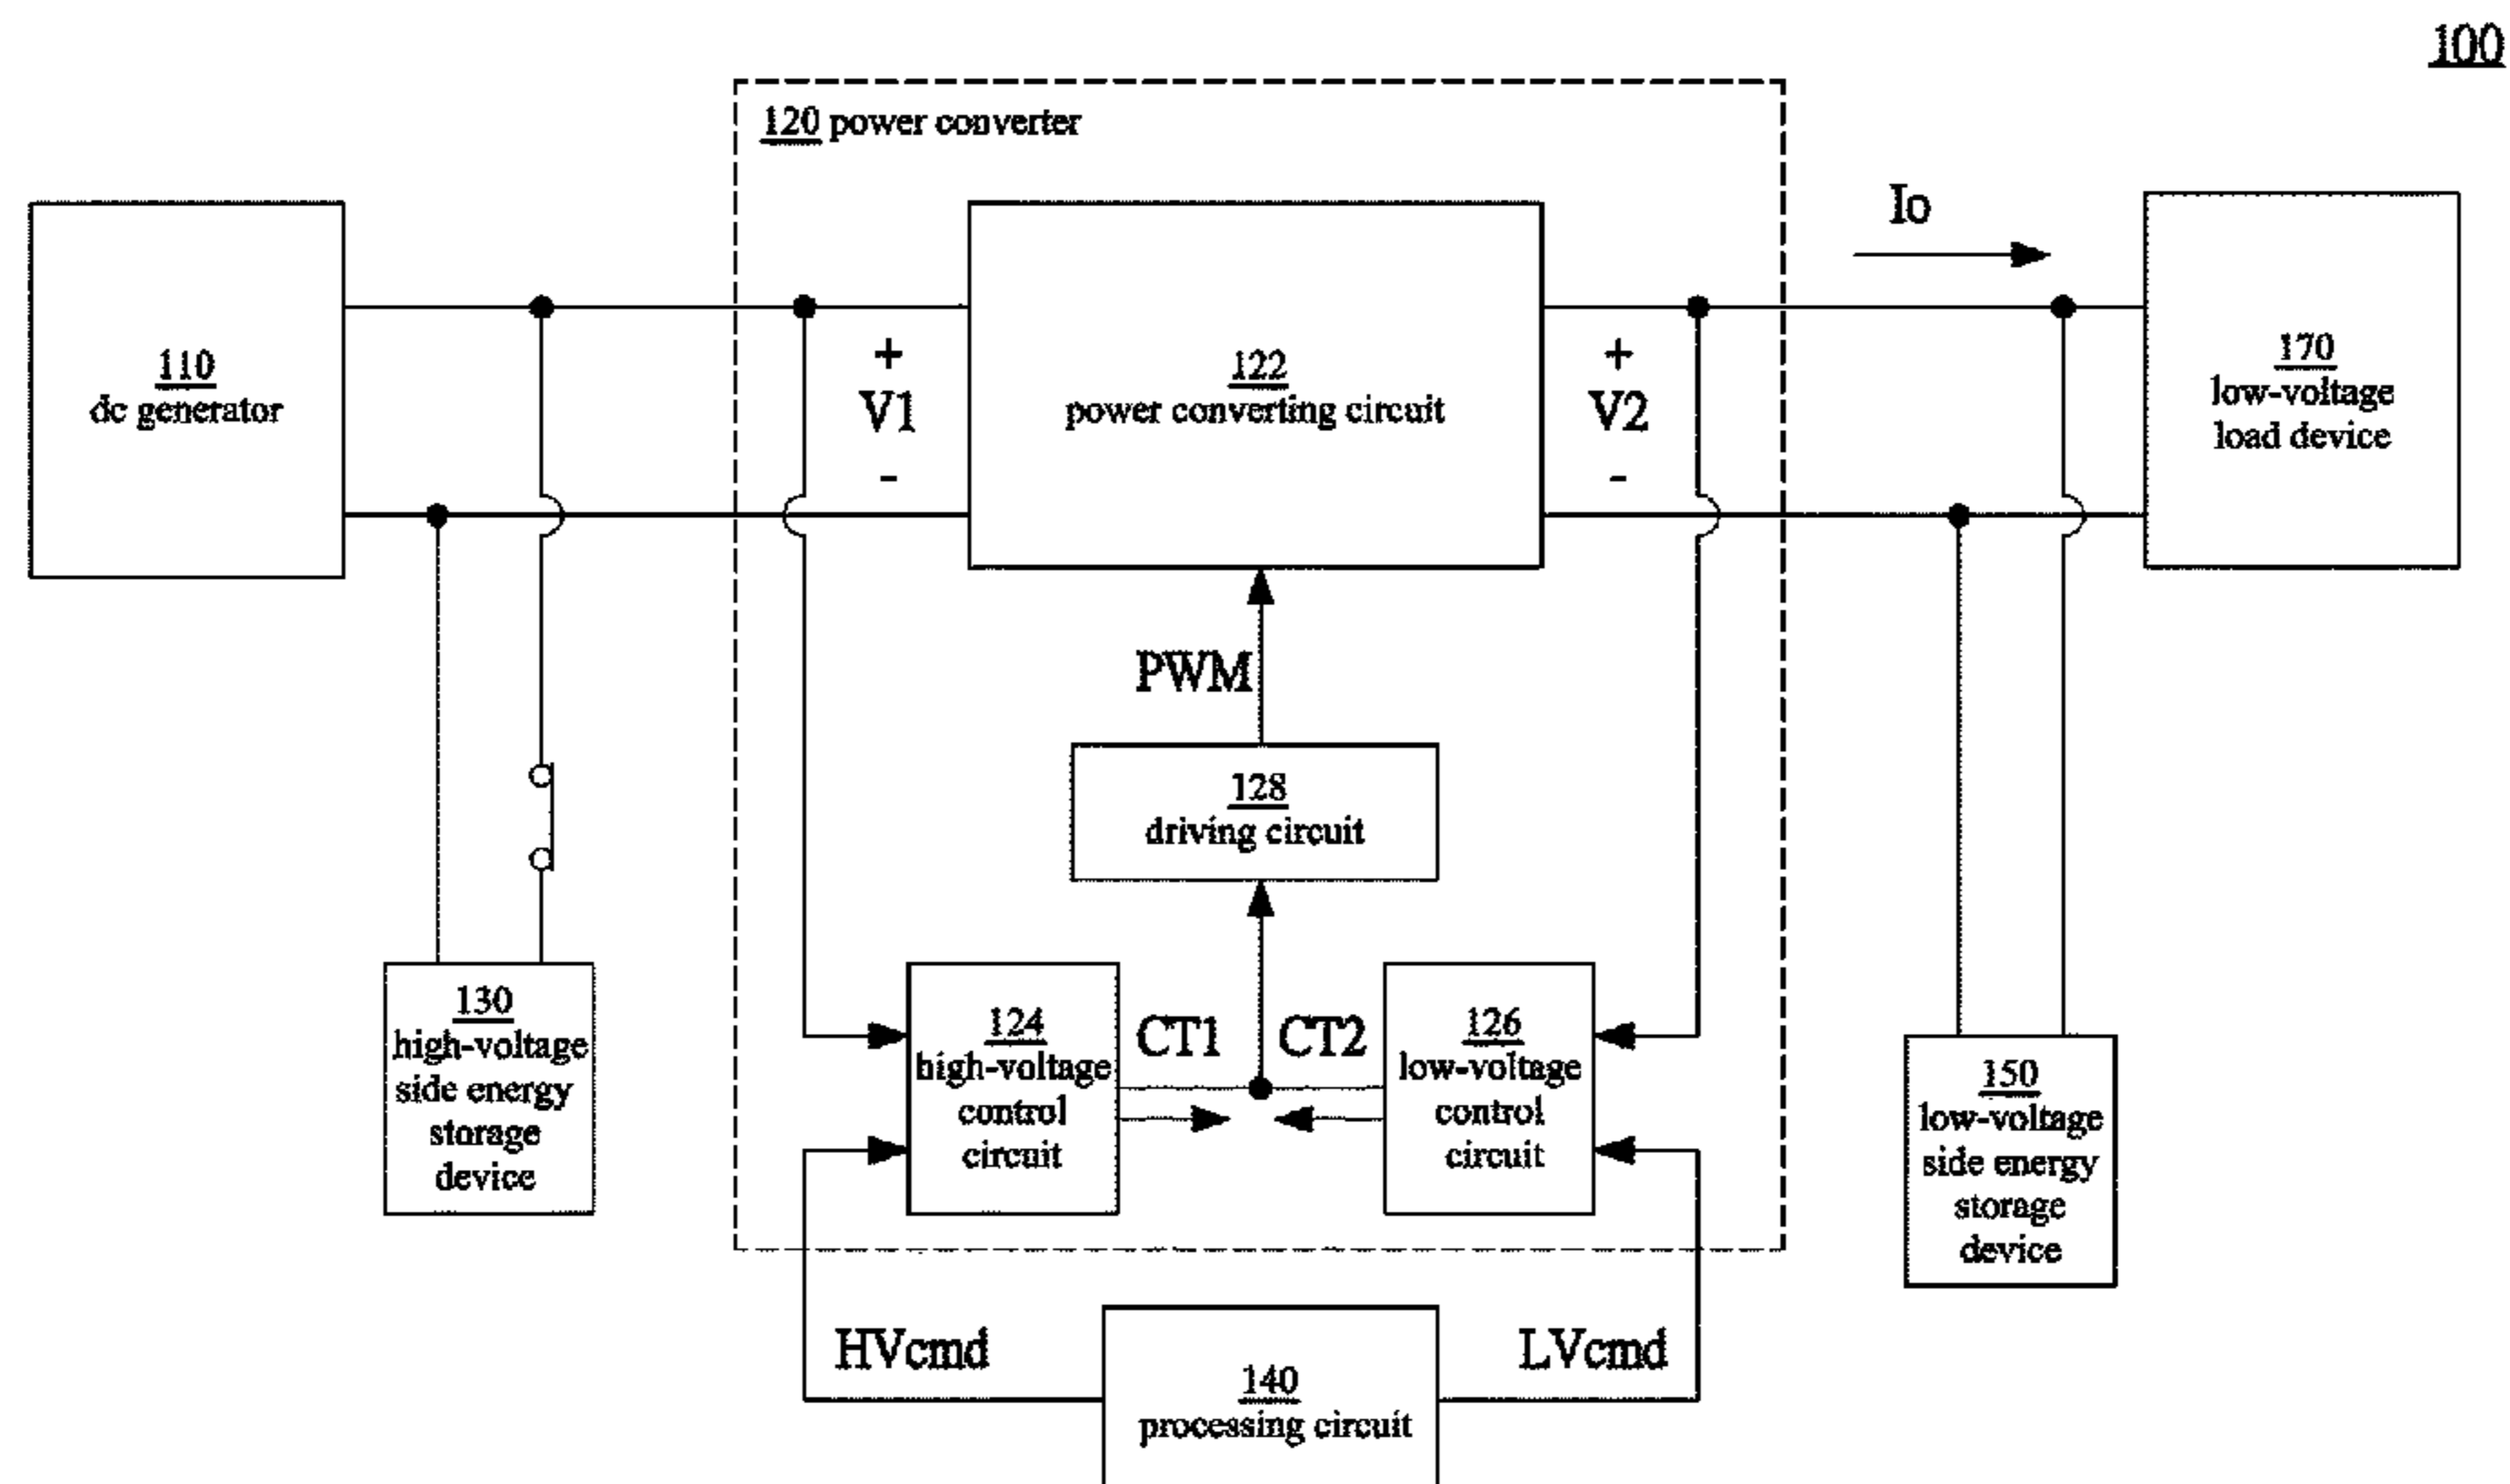 100
120 power converter
Io
110
dc generator
+
V1
-
122
power converting circuit
+
V2
-
170
low-voltage
load device
PWM
128
driving circuit
130
high-voltage
side energy
storage
device
124
high-voltage
control
circuit
CT1
CT2
126
low-voltage
control
circuit
150
low-voltage
side energy
storage
device
HVcmd
LVcmd
140
processing circuit